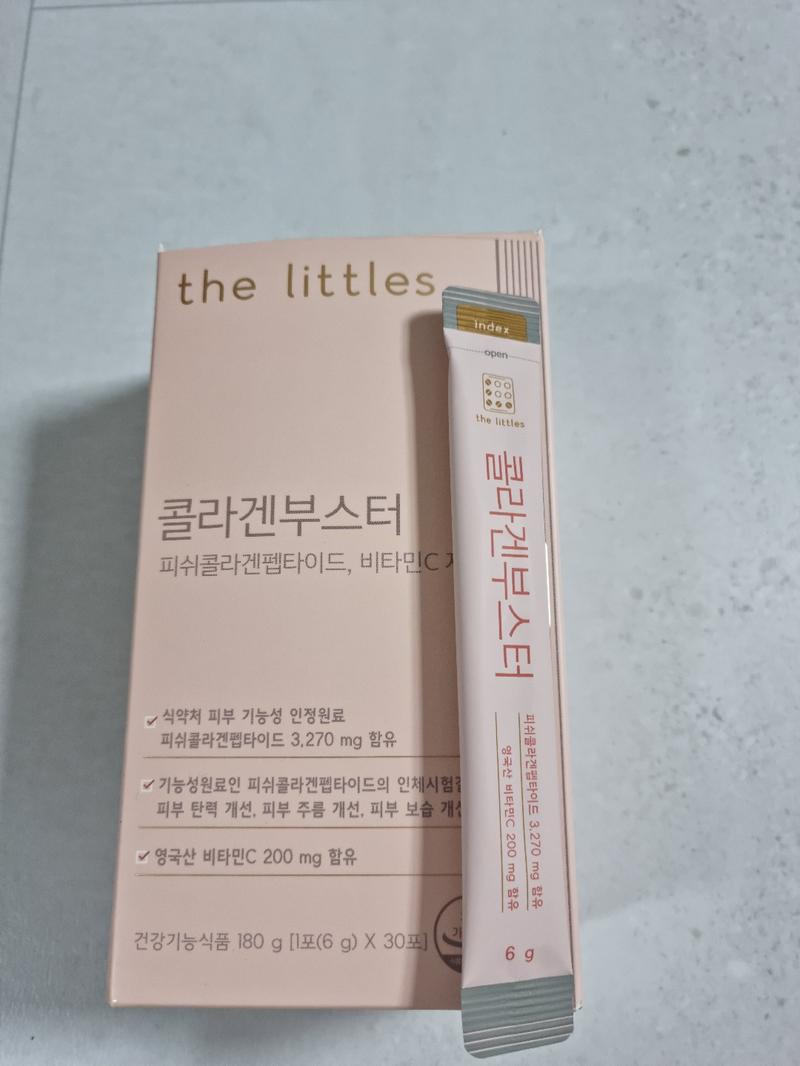 the littles
콜라겐부스터
피쉬콜라겐펩타이드, 비타민C
식약처 피부 기능성 인정원료
피쉬콜라겐펩타이드 3,270 mg 함유
기능성원료인 피쉬콜라겐펩타이드의
피부 탄력 개선, 피부 주름 개선, 피부 보습
영국산 비타민C 200 mg 함유
건강기능식품 180 g [1포(6 g) X 30포]
index
open
the littles
콜라겐부스터
피쉬콜라겐펩타이드 3,270 mg 함유
영국산 비타민C 200 mg 함유
6 g